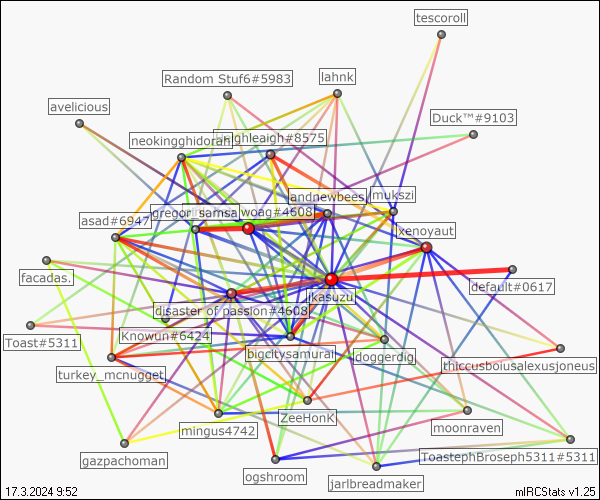 tescoroll
Random Stuf6#5983
lahnk
avelicious
Duck™#9103
neokingghidorah
#8575
andnewbees
mukszi
gregor_samsa
woag#4608
asad#6947
xenoyaut
facadas.
default#0617
kasuzu
disaster of passion#4608
Toast#5311
Knowun#6424
bigcitysamurai
doggerdig
thiccusboiusalexusjoneus
turkey_mcnugget
ZeeHonK
mingus4742
moonraven
gazpachoman
ToastephBroseph5311#5311
ogshroom
jarlbreadmaker
17.3.2024 9:52
mIRCStats v1.25